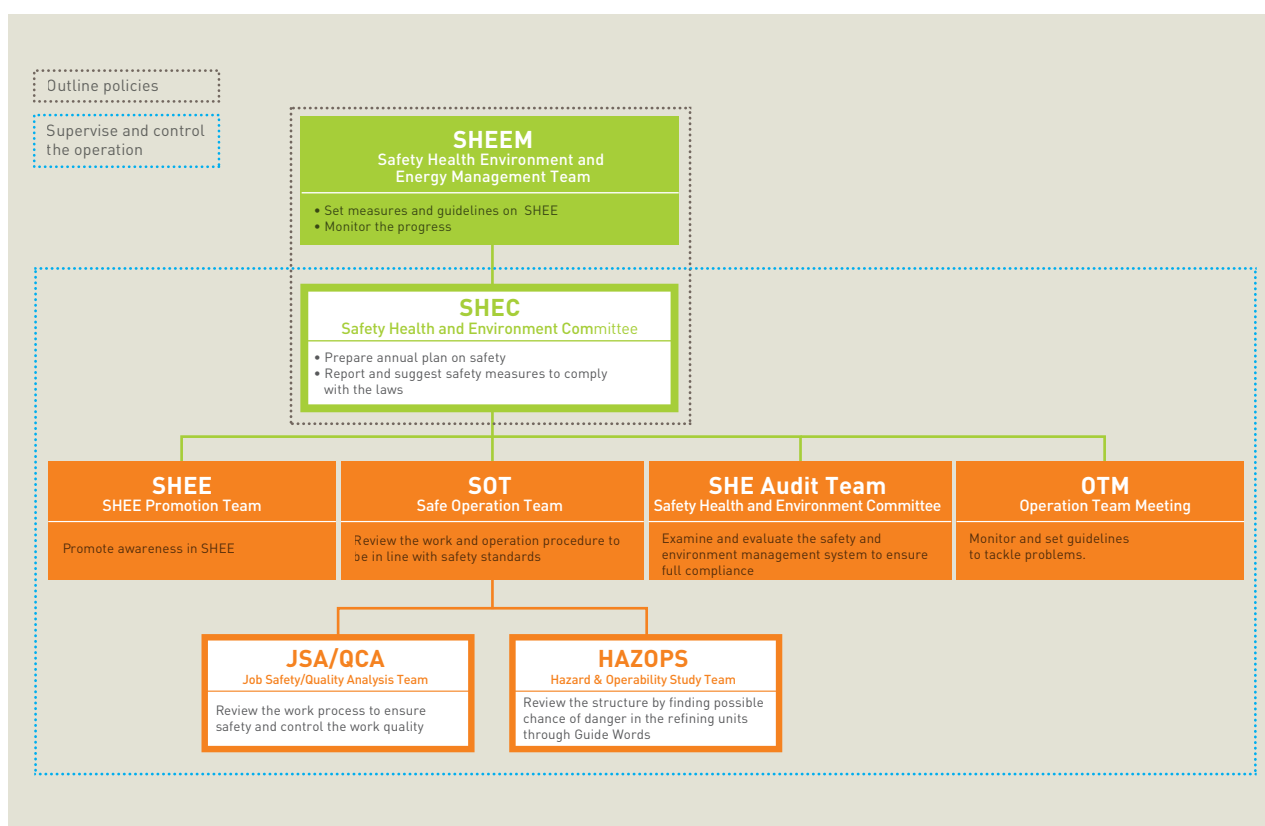 Outline policies
Supervise and control
the operation
SHEEM
Safety Health Environment and
Energy Management Team
• Set measures and guidelines on SHEE
• Monitor the progress
SHEC
Safety Health and Environment Committee
• Prepare annual plan on safety
• Report and suggest safety measures to comply
with the laws
SHEE
SHEE Promotion Team
Promote awareness in SHEE
SOT
Safe Operation Team
Review the work and operation procedure to
be in line with safety standards
SHE Audit Team
Safety Health and Environment Committee
Examine and evaluate the safety and
environment management system to ensure
full compliance
OTM
Operation Team Meeting
Monitor and set guidelines
to tackle problems.
JSA/QCA
Job Safety/Quality Analysis Team
Review the work process to ensure
safety and control the work quality
HAZOPS
Hazard & Operability Study Team
Review the structure by finding possible
chance of danger in the refining units
through Guide Words